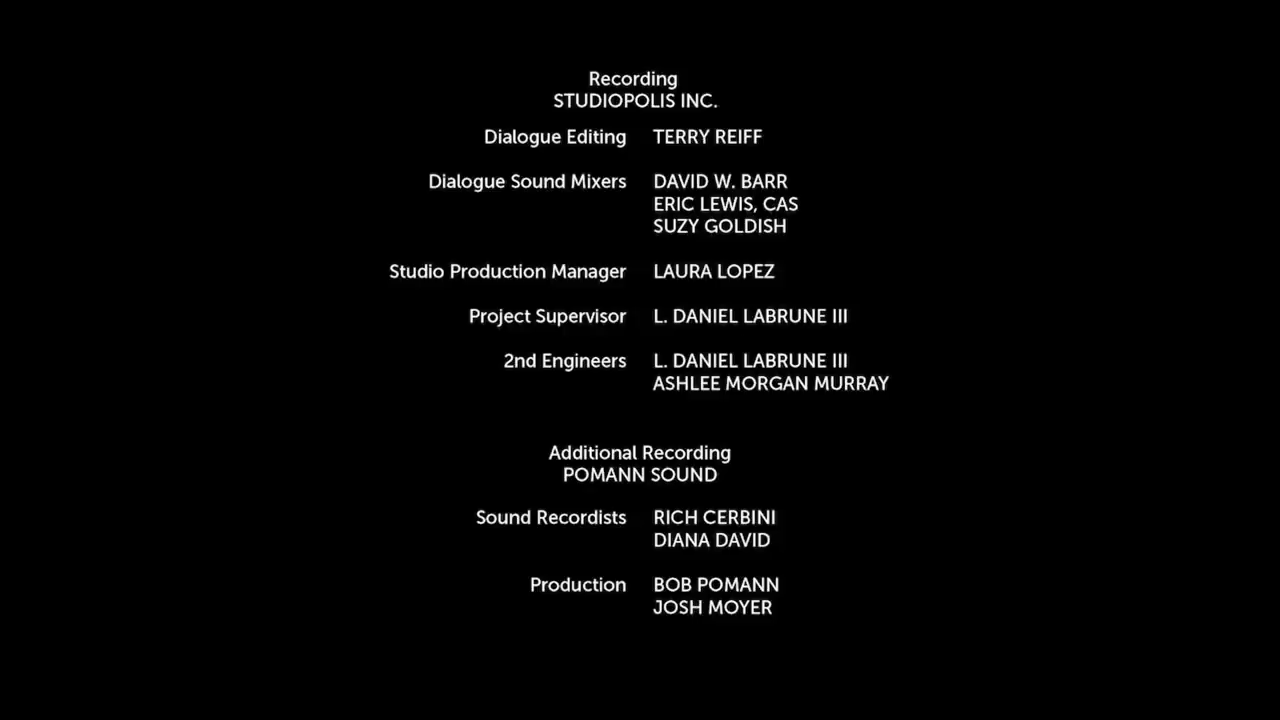 Recording
STUDIOPOLIS INC.
Dialogue Editing TERRY REIFF
Dialogue Sound Mixers DAVID W. BARR
ERIC LEWIS, CAS
SUZY GOLDISH
Studio Production Manager LAURA LOPEZ
Project Supervisor L. DANIEL LABRUNE III
2nd Engineers L. DANIEL LABRUNE III
ASHLEE MORGAN MURRAY
Additional Recording
POMANN SOUND
Sound Recordists RICH CERBINI
DIANA DAVID
Production BOB POMANN
JOSH MOYER